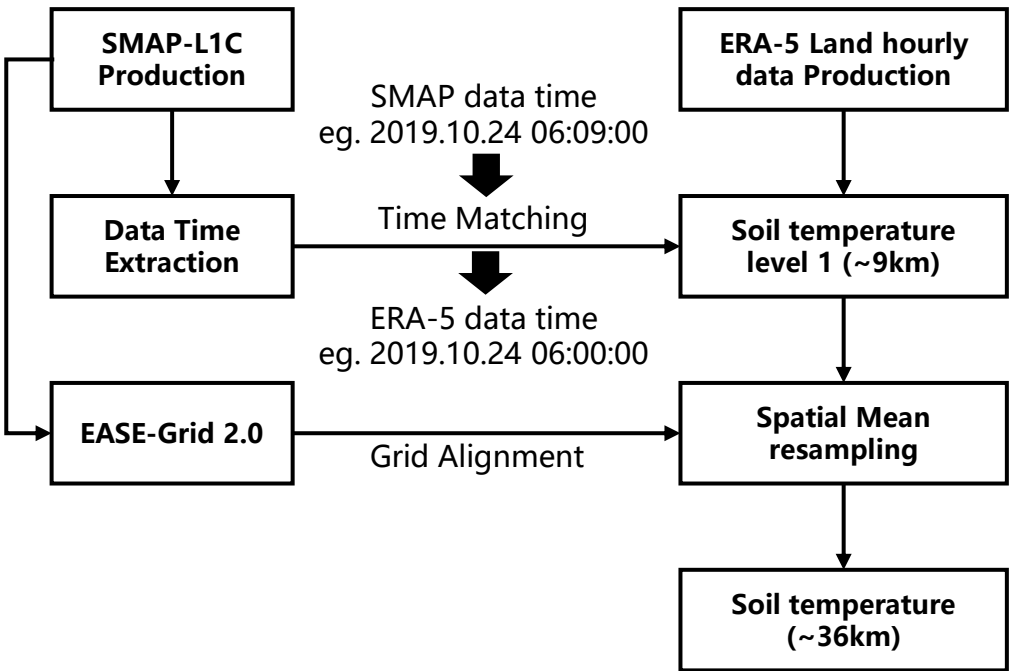 SMAP-L1C
Production
ERA-5 Land hourly
data Production
SMAP data time
eg. 2019.10.24 06:09:00
Data Time
Extraction
Time Matching
Soil temperature
level 1 (~9km)
ERA-5 data time
eg. 2019.10.24 06:00:00
EASE-Grid 2.0
Grid Alignment
Spatial Mean
resampling
Soil temperature
(~36km)